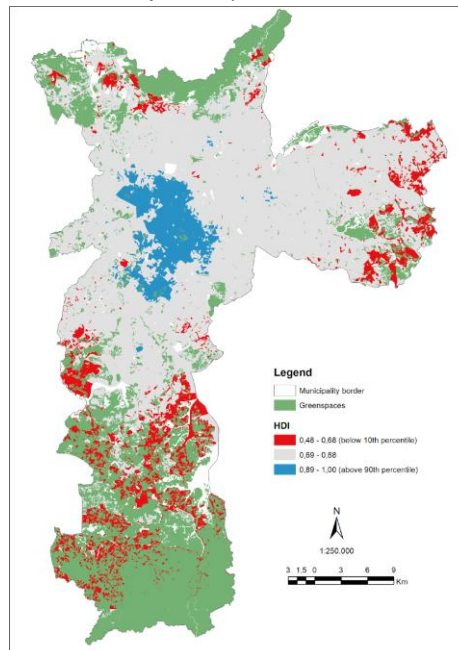 Legend
Municipality border
Greenspaces
HDI
0,48 - 0,68 (below 10th percentile)
0,69 - 0,88
0,89 - 1,00 (above 90th percentile)
N
1:250.000
3 1.5 0 3 6 9
Km